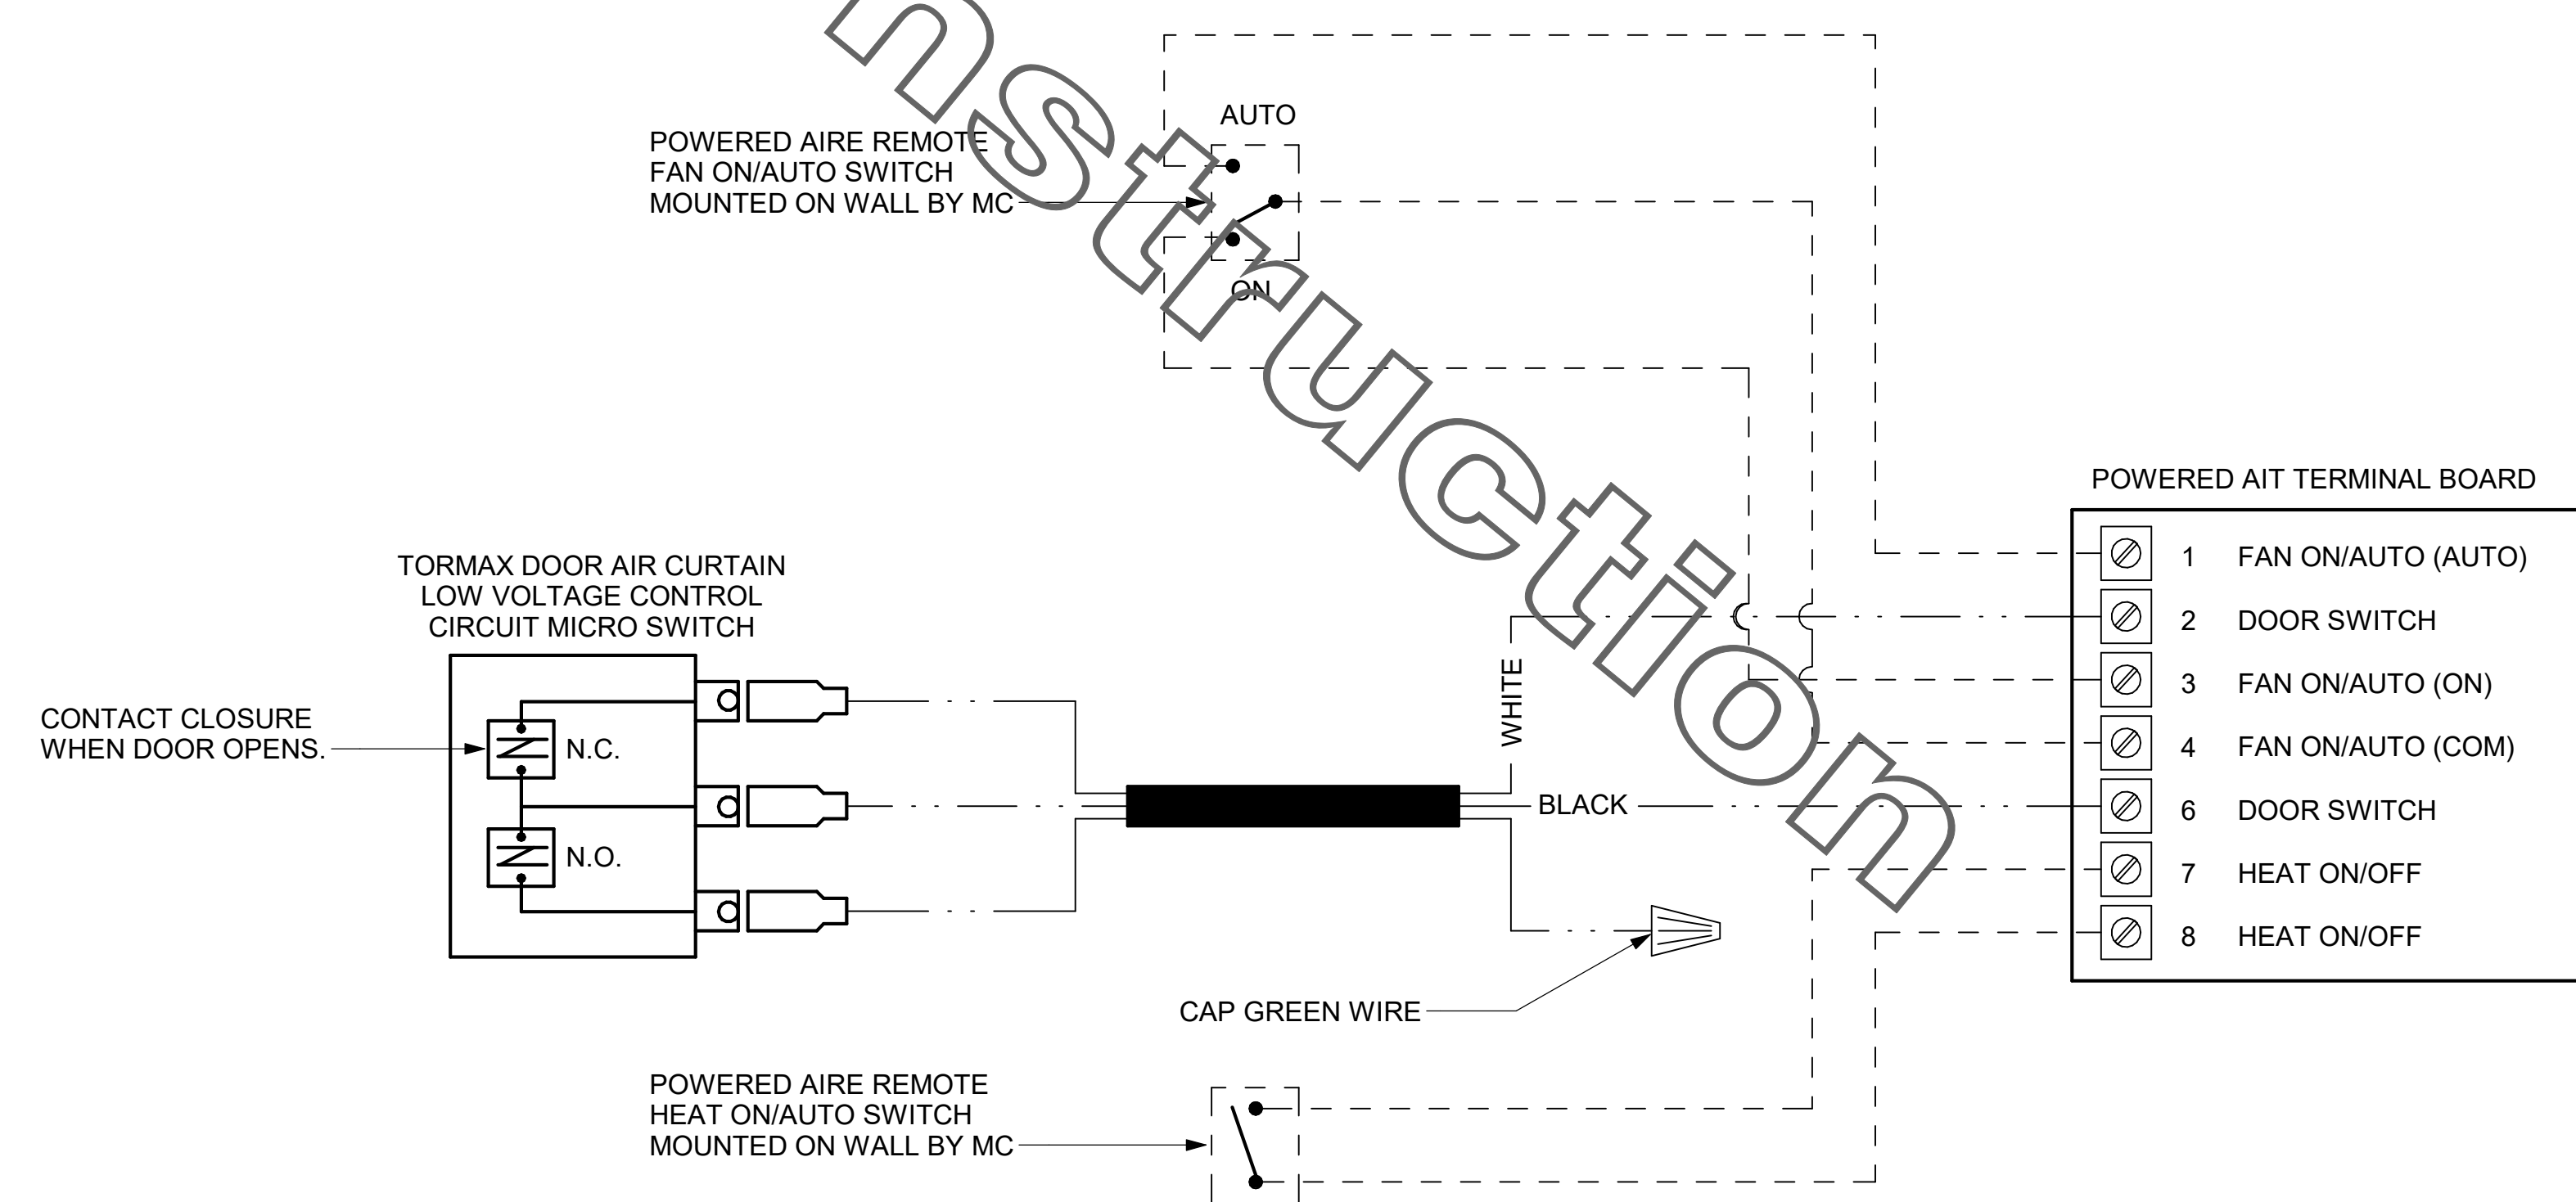 AUTO
POWERED AIRE REMOTE
FAN ON/AUTO SWITCH
MOUNTED ON WALL BY MC
ON
nstruction
POWERED AIT TERMINAL BOARD
1 FAN ON/AUTO (AUTO)
2 DOOR SWITCH
3 FAN ON/AUTO (ON)
4 FAN ON/AUTO (COM)
6 DOOR SWITCH
7 HEAT ON/OFF
8 HEAT ON/OFF
TORMAX DOOR AIR CURTAIN
LOW VOLTAGE CONTROL
CIRCUIT MICRO SWITCH
CONTACT CLOSURE
WHEN DOOR OPENS.
N.C.
N.O.
WHITE
BLACK
CAP GREEN WIRE
POWERED AIRE REMOTE
HEAT ON/AUTO SWITCH
MOUNTED ON WALL BY MC